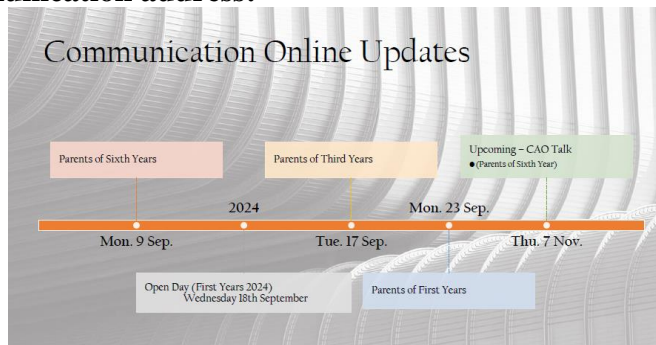 Communication Online Updates
Parents of Sixth Years
Parents of Third Years
Upcoming – CAO Talk
● (Parents of Sixth Year)
2024
Mon. 23 Sep.
Mon. 9 Sep.
Tue. 17 Sep.
Thu. 7 Nov.
Open Day (First Years 2024)
Wednesday 18th September
Parents of First Years